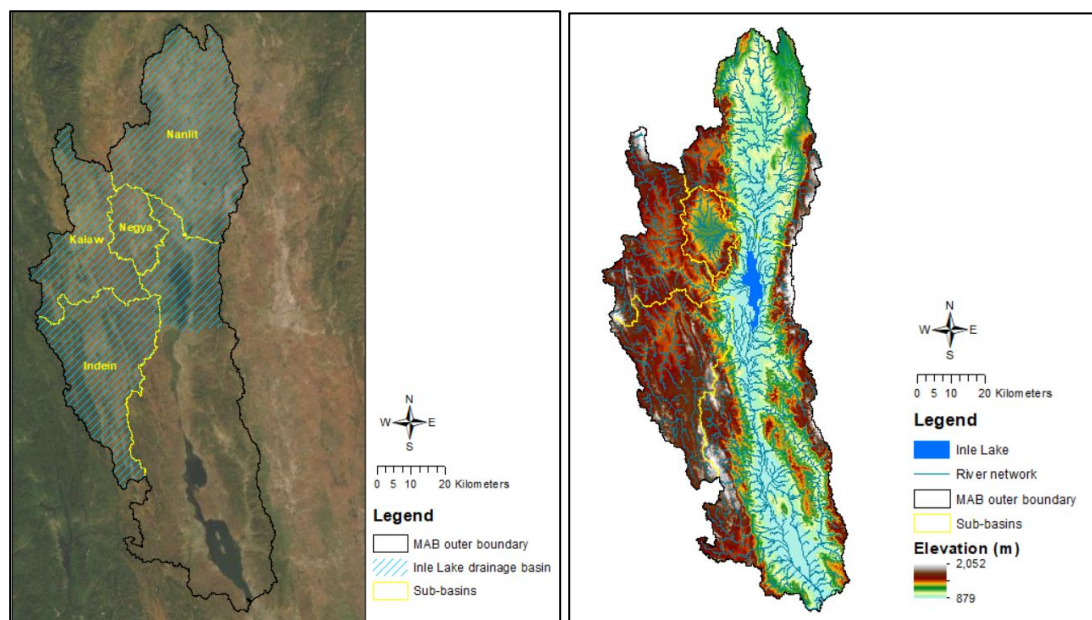 Nanlit
Negya
Kalaw
Indein
N
W E
S
0 5 10 20 Kilometers
Legend
MAB outer boundary
Inle Lake drainage basin
Sub-basins
N
W E
S
0 5 10 20 Kilometers
Legend
Inle Lake
River network
MAB outer boundary
Sub-basins
Elevation (m)
2,052
879